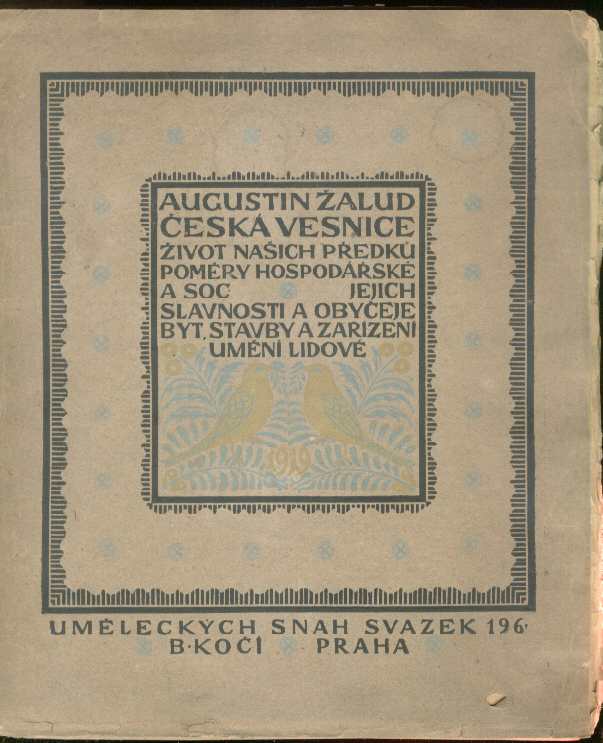 AUGUSTIN ŽALUD
ČESKÁ VESNICE
ŽIVOT NAŠICH PŘEDKŮ
POMĚRY HOSPODÁŘSKÉ
A SOC JEJICH
SLAVNOSTI A OBYČEJE
BYT, STAVBY A ZAŘÍZENÍ
UMĚNÍ LIDOVÉ
1919
UMĚLECKÝCH SNAH SVAZEK 196.
B·KOČÍ PRAHA